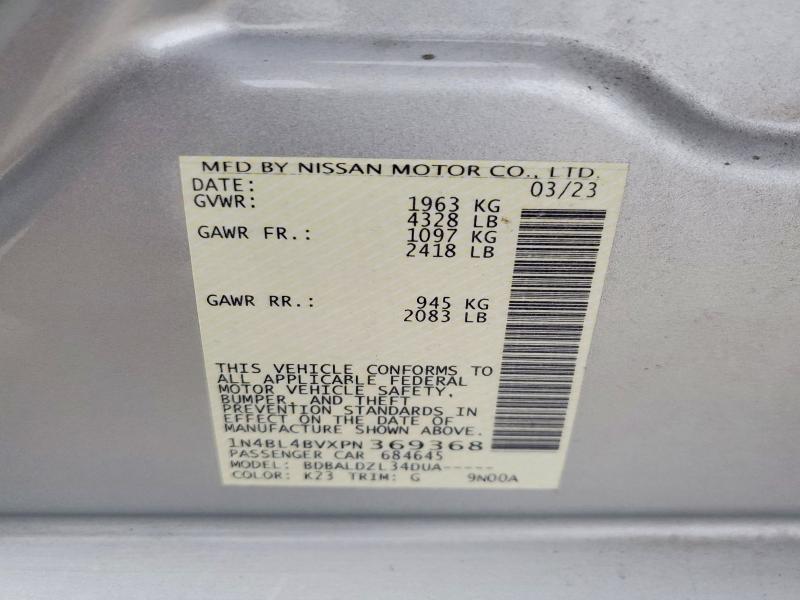 MFD BY NISSAN MOTOR CO., LTD.
DATE: 03/23
GVWR: 1963 KG
4328 LB
GAWR FR.: 1097 KG
2418 LB
GAWR RR.: 945 KG
2083 LB
THIS VEHICLE CONFORMS TO
ALL APPLICABLE FEDERAL
MOTOR VEHICLE SAFETY,
BUMPER, AND THEFT
PREVENTION STANDARDS IN
EFFECT ON THE DATE OF
MANUFACTURE SHOWN ABOVE.
1N4BL4BVXPN369368
PASSENGER CAR 684645
MODEL: BDBALDZL34DUA-----
COLOR: K23 TRIM: G 9N00A